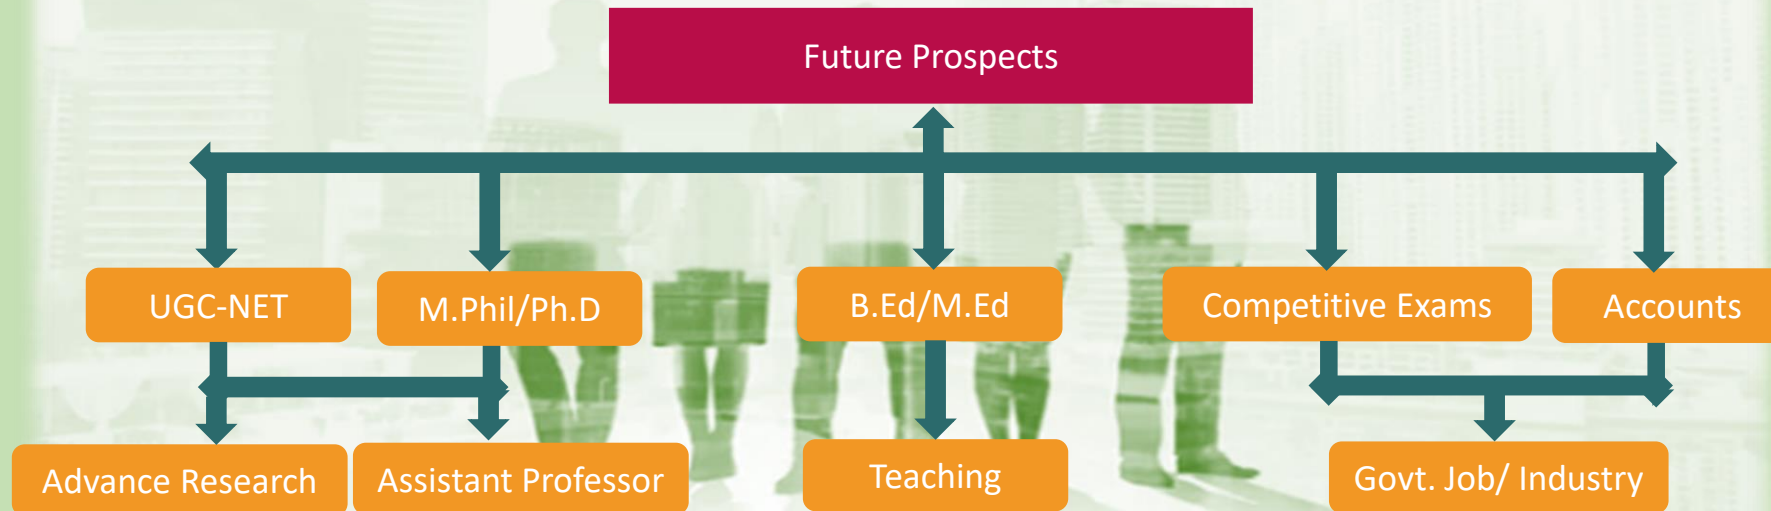 Future Prospects
UGC-NET
M.Phil/Ph.D
B.Ed/M.Ed
Competitive Exams
Accounts
Advance Research
Assistant Professor
Teaching
Govt. Job/ Industry